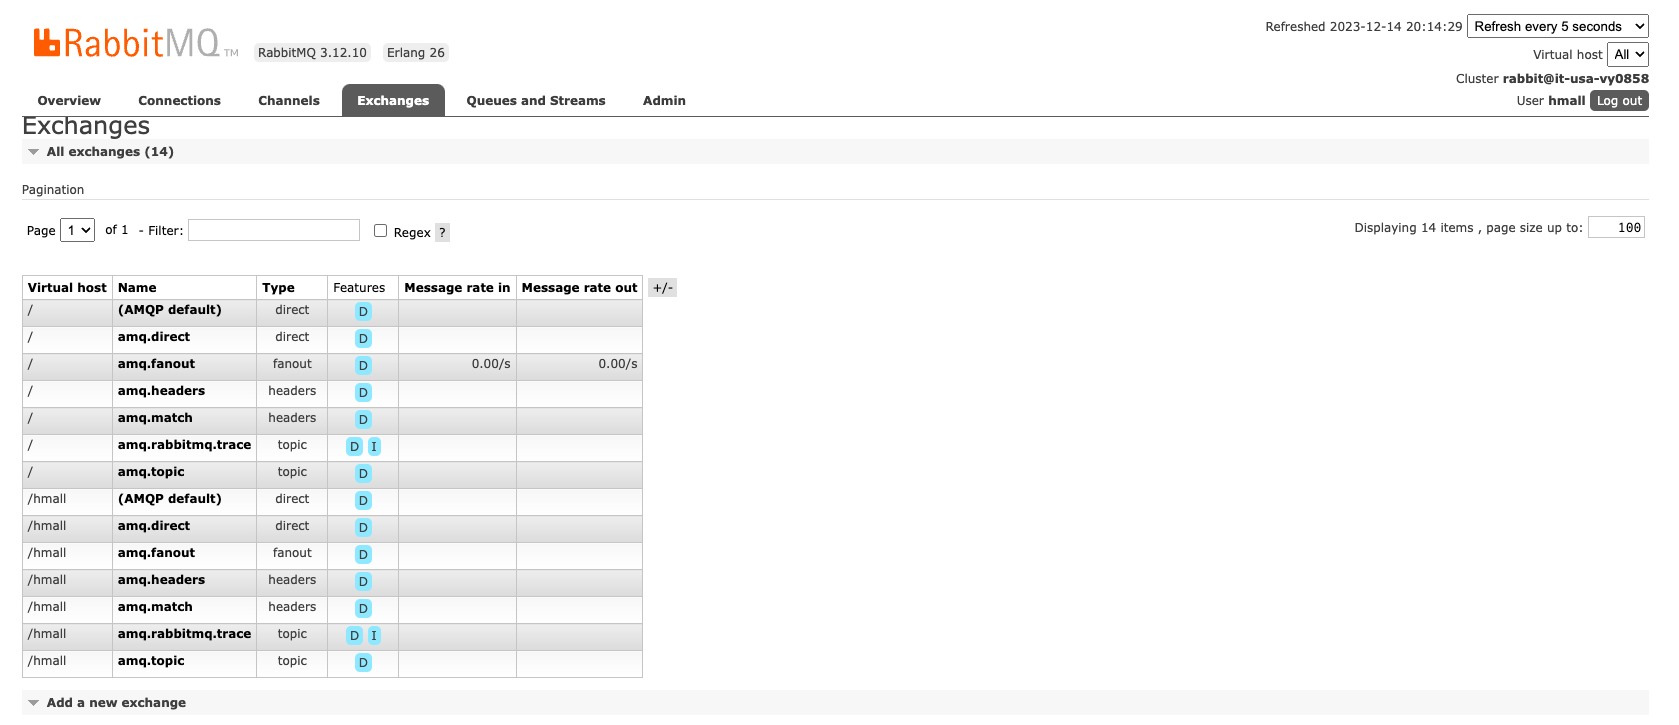 Refreshed 2023-12-14 20:14:29 Refresh every 5 seconds
RabbitMQ TM RabbitMQ 3.12.10 Erlang 26
Virtual host All
Cluster rabbit@it-usa-vy0858
User hmall Log out
Overview Connections Channels Exchanges Queues and Streams Admin
Exchanges
All exchanges (14)
Pagination
Page 1 of 1 - Filter: Regex ? Displaying 14 items , page size up to: 100
Virtual host Name Type Features Message rate in Message rate out +/-
/ (AMQP default) direct D
/ amq.direct direct D
/ amq.fanout fanout D 0.00/s 0.00/s
/ amq.headers headers D
/ amq.match headers D
/ amq.rabbitmq.trace topic D I
/ amq.topic topic D
/hmall (AMQP default) direct D
/hmall amq.direct direct D
/hmall amq.fanout fanout D
/hmall amq.headers headers D
/hmall amq.match headers D
/hmall amq.rabbitmq.trace topic D I
/hmall amq.topic topic D
Add a new exchange